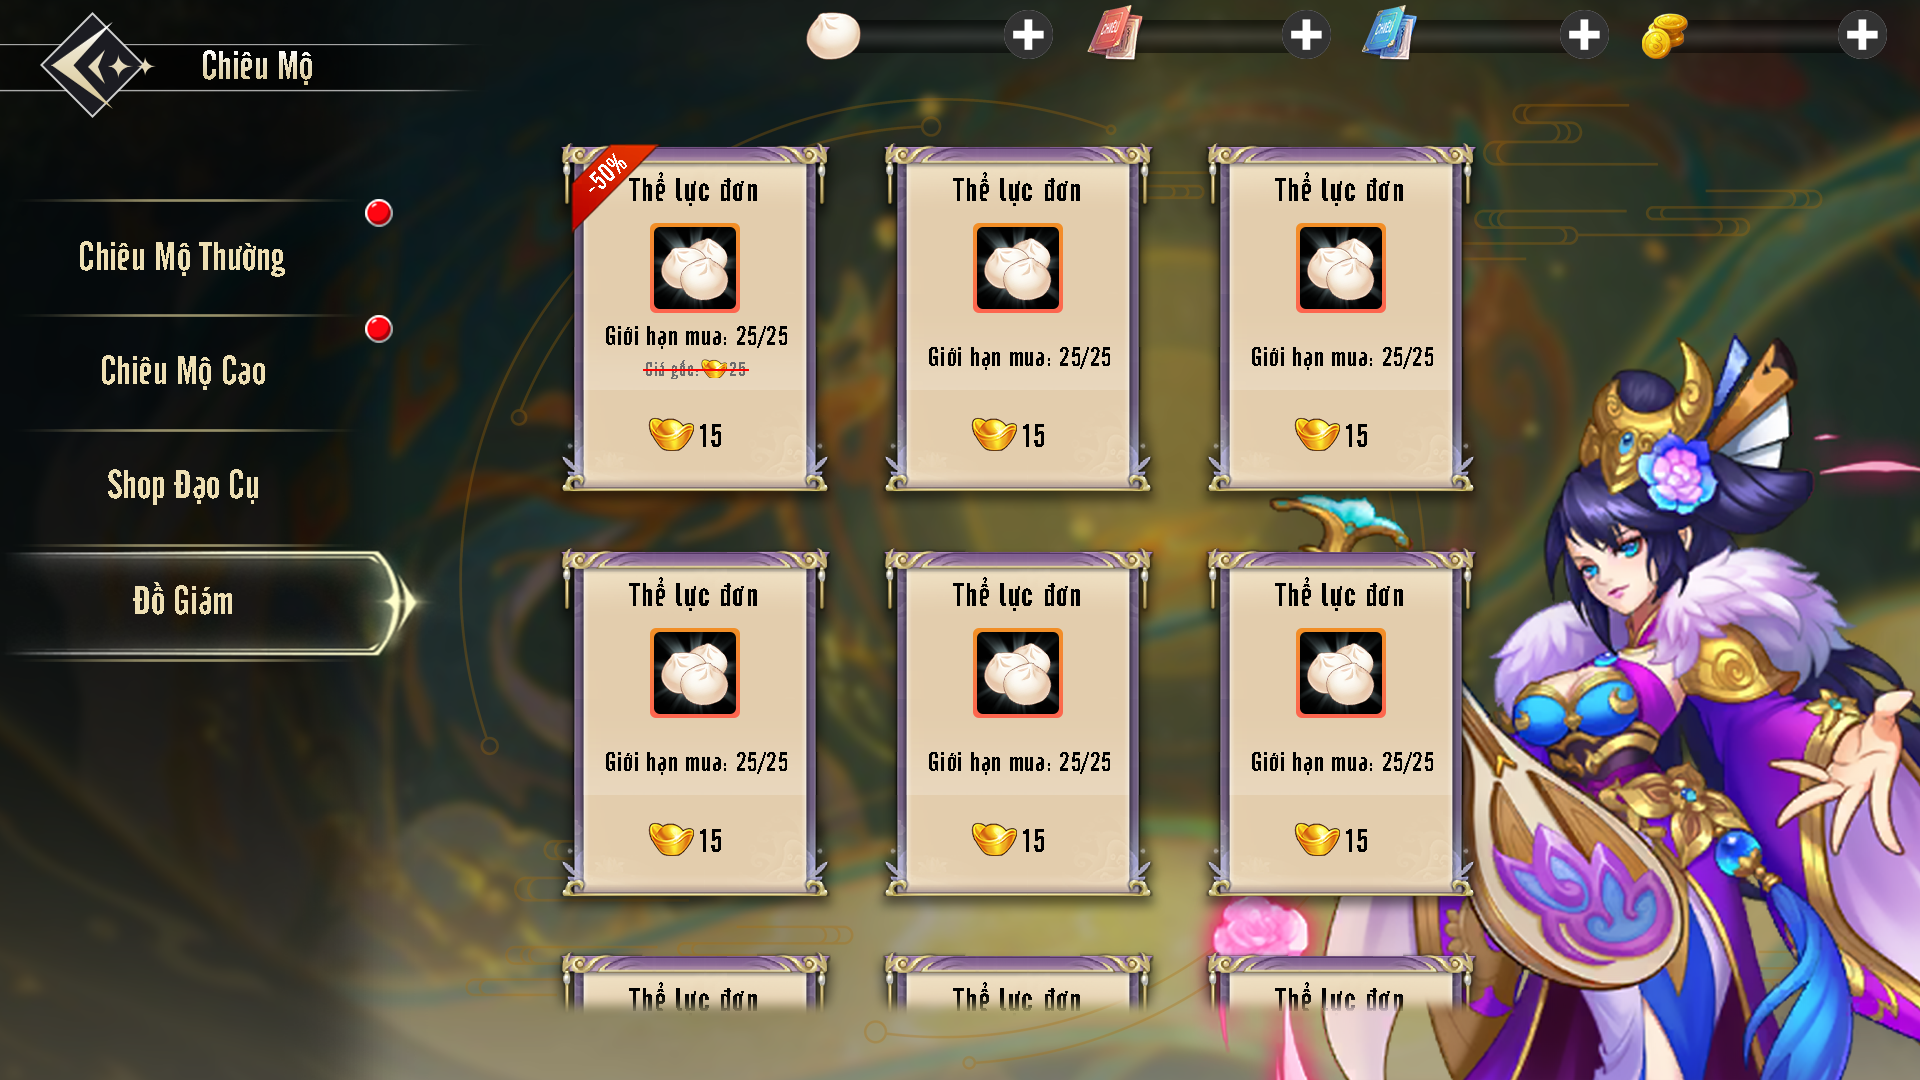 Chiêu Mộ
CHIÊU
CHIÊU
Chiêu Mộ Thường
Chiêu Mộ Cao
Shop Đạo Cụ
Đồ Giám
-50%
Thể lực đơn
Giới hạn mua: 25/25
Giá gốc: 25
15
Thể lực đơn
Giới hạn mua: 25/25
15
Thể lực đơn
Giới hạn mua: 25/25
15
Thể lực đơn
Giới hạn mua: 25/25
15
Thể lực đơn
Giới hạn mua: 25/25
15
Thể lực đơn
Giới hạn mua: 25/25
15
Thể lực đơn
Thể lực đơn
Thể lực đơn